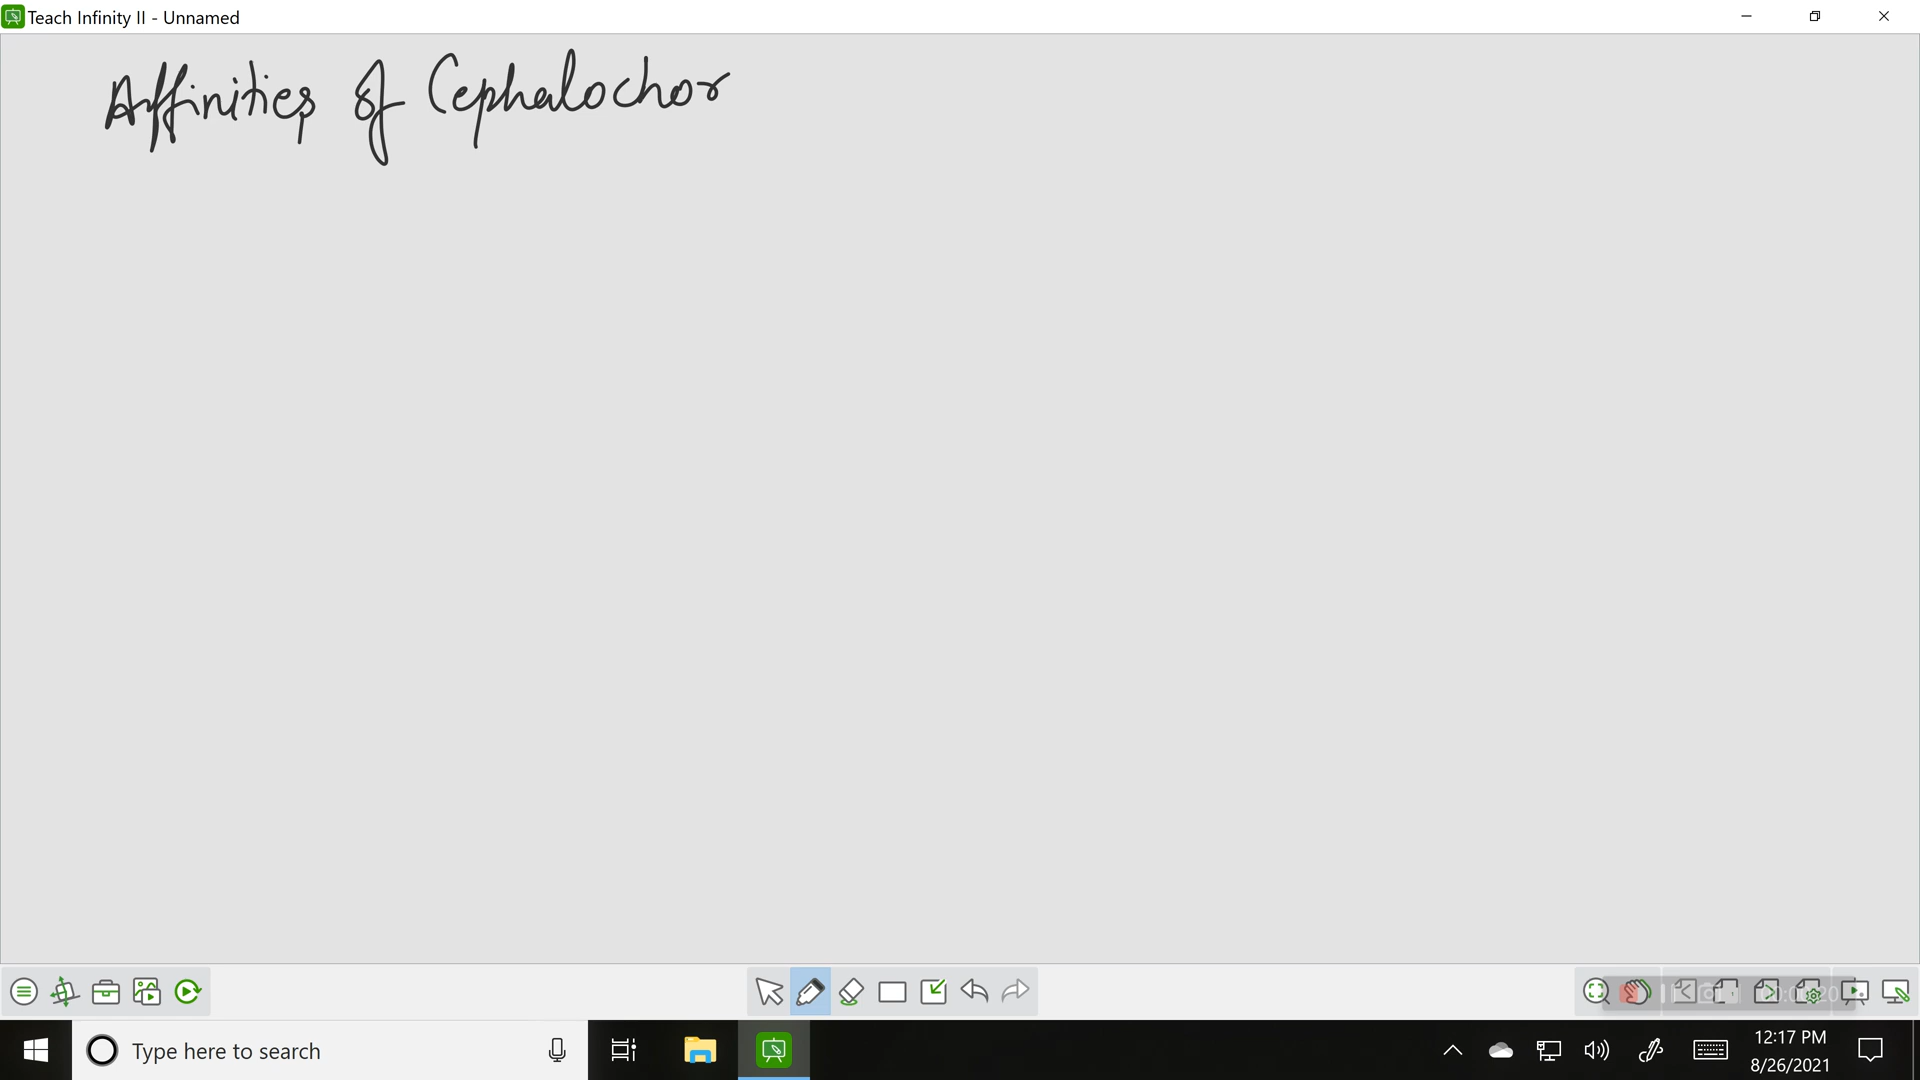 Teach Infinity II - Unnamed
Affinities of Cephalochor
Type here to search
12:17 PM
8/26/2021